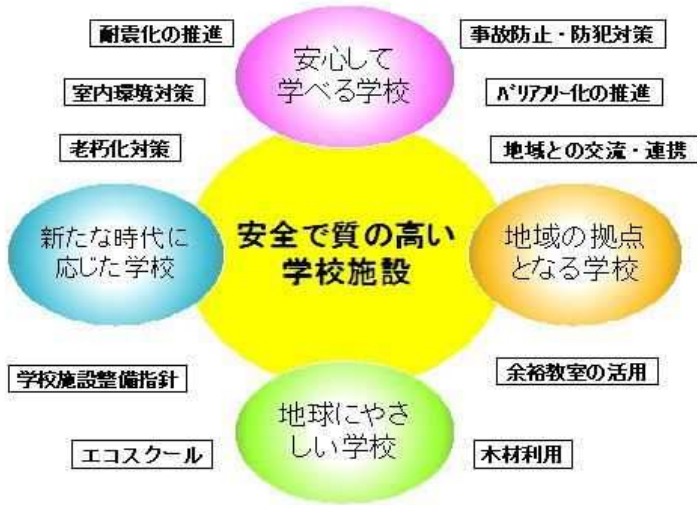 耐震化の推進
安心して
学べる学校
事故防止・防犯対策
室内環境対策
ﾊﾞﾘｱﾌﾘｰ化の推進
老朽化対策
地域との交流・連携
新たな時代に
応じた学校
安全で質の高い
学校施設
地域の拠点
となる学校
学校施設整備指針
余裕教室の活用
地球にやさ
しい学校
エコスクール
木材利用